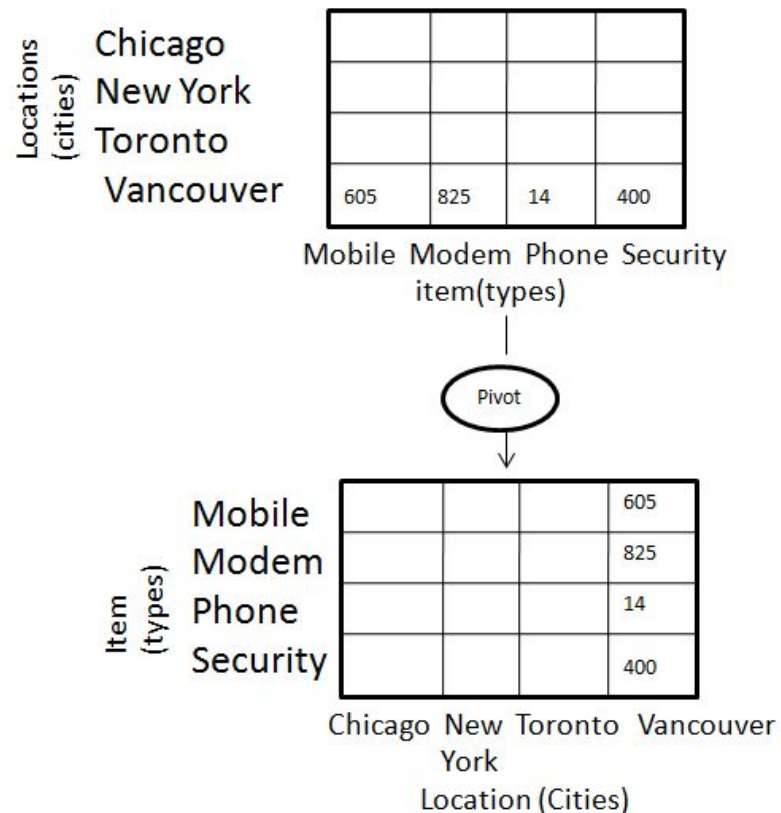 Locations
(cities)
Chicago
New York
Toronto
Vancouver
605 825 14 400
Mobile Modem Phone Security
item(types)
Pivot
Item
(types)
Mobile 605
Modem 825
Phone 14
Security 400
Chicago New Toronto Vancouver
York
Location (Cities)